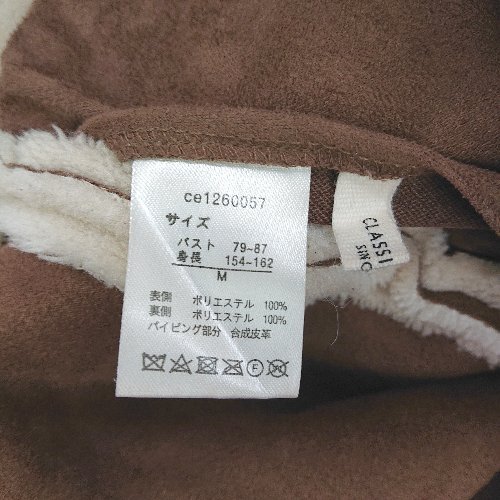 ce1260057
サイズ
バスト 79-87
身長 154-162
M
表側 ポリエステル 100%
裏側 ポリエステル 100%
パイピング部分 合成皮革
F
CLASSI
SIN